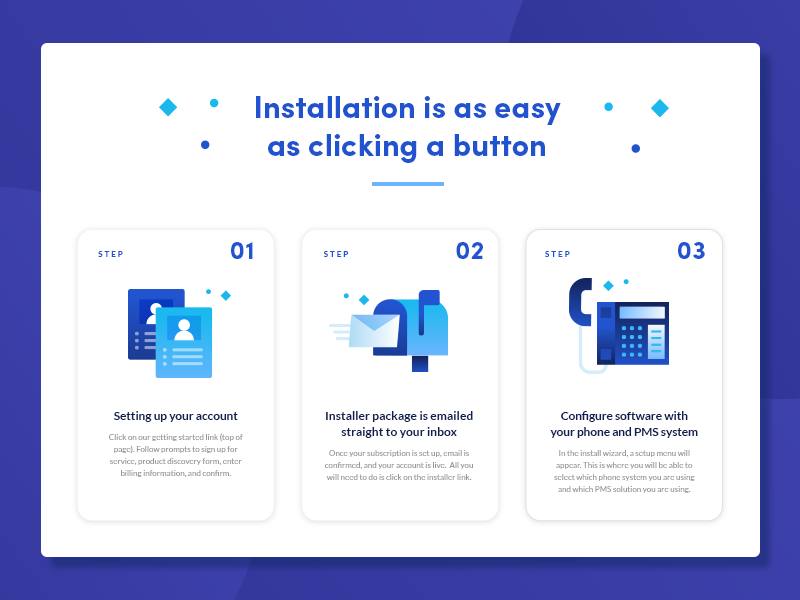 Installation is as easy
as clicking a button
STEP 01
Setting up your account
Click on our getting started link (top of
page). Follow prompts to sign up for
service, product discovery form, enter
billing information, and confirm.
STEP 02
Installer package is emailed
straight to your inbox
Once your subscription is set up, email is
confirmed, and your account is live. All you
will need to do is click on the installer link.
STEP 03
Configure software with
your phone and PMS system
In the install wizard, a setup menu will
appear. This is where you will be able to
select which phone system you are using
and which PMS solution you are using.